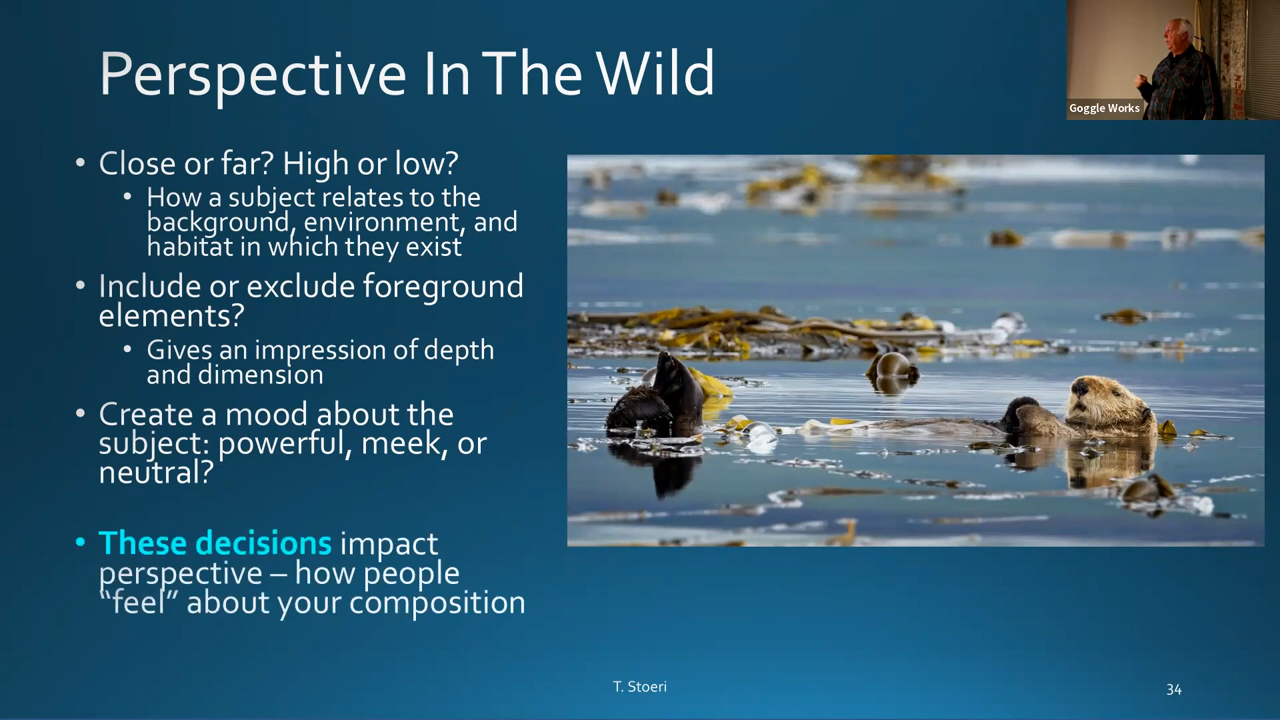 Perspective In The Wild
Goggle Works
• Close or far? High or low?
• How a subject relates to the
background, environment, and
habitat in which they exist
• Include or exclude foreground
elements?
• Gives an impression of depth
and dimension
• Create a mood about the
subject: powerful, meek, or
neutral?
• These decisions impact
perspective – how people
“feel” about your composition
T. Stoeri
34